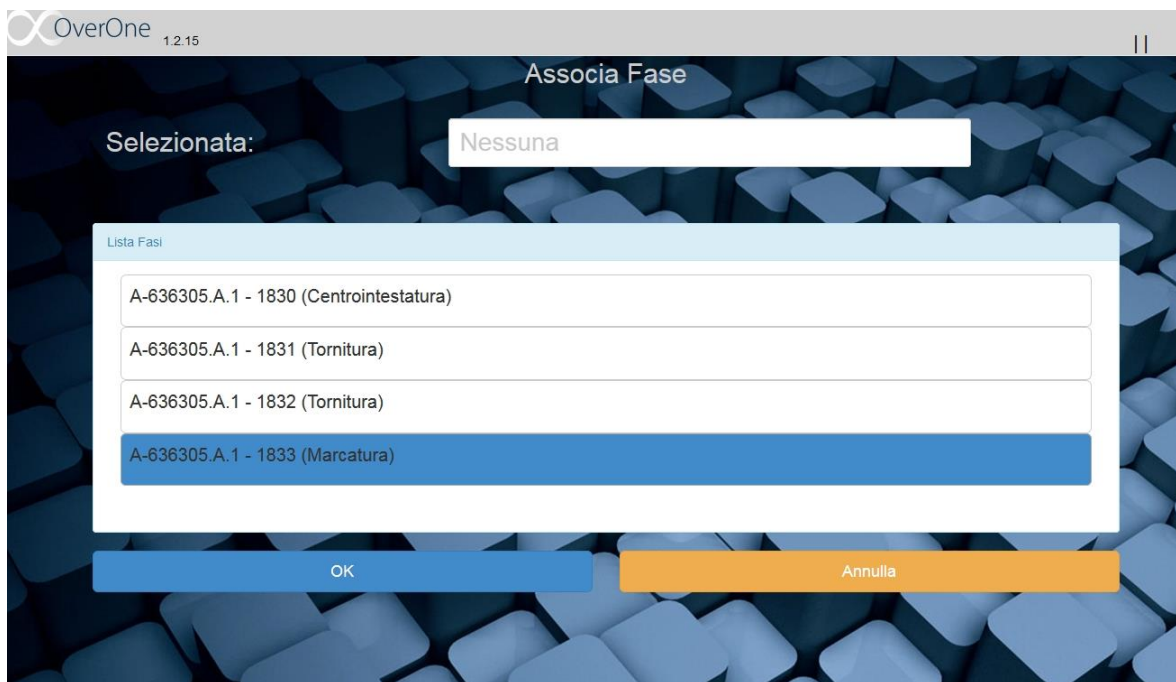 OverOne 1.2.15
||
Associa Fase
Selezionata: Nessuna
Lista Fasi
A-636305.A.1 - 1830 (Centrointestatura)
A-636305.A.1 - 1831 (Tornitura)
A-636305.A.1 - 1832 (Tornitura)
A-636305.A.1 - 1833 (Marcatura)
OK Annulla